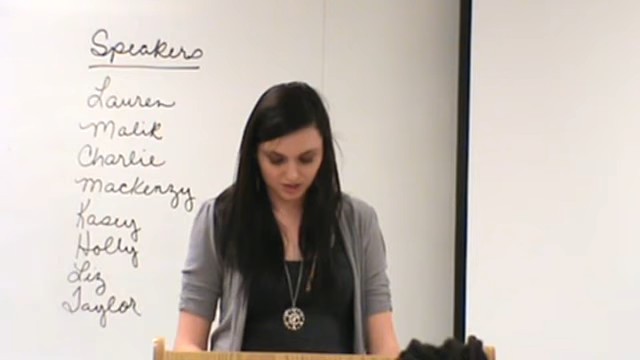 Speakers
Lauren
Malik
Charlie
Mackenzy
Kasey
Holly
Liz
Taylor